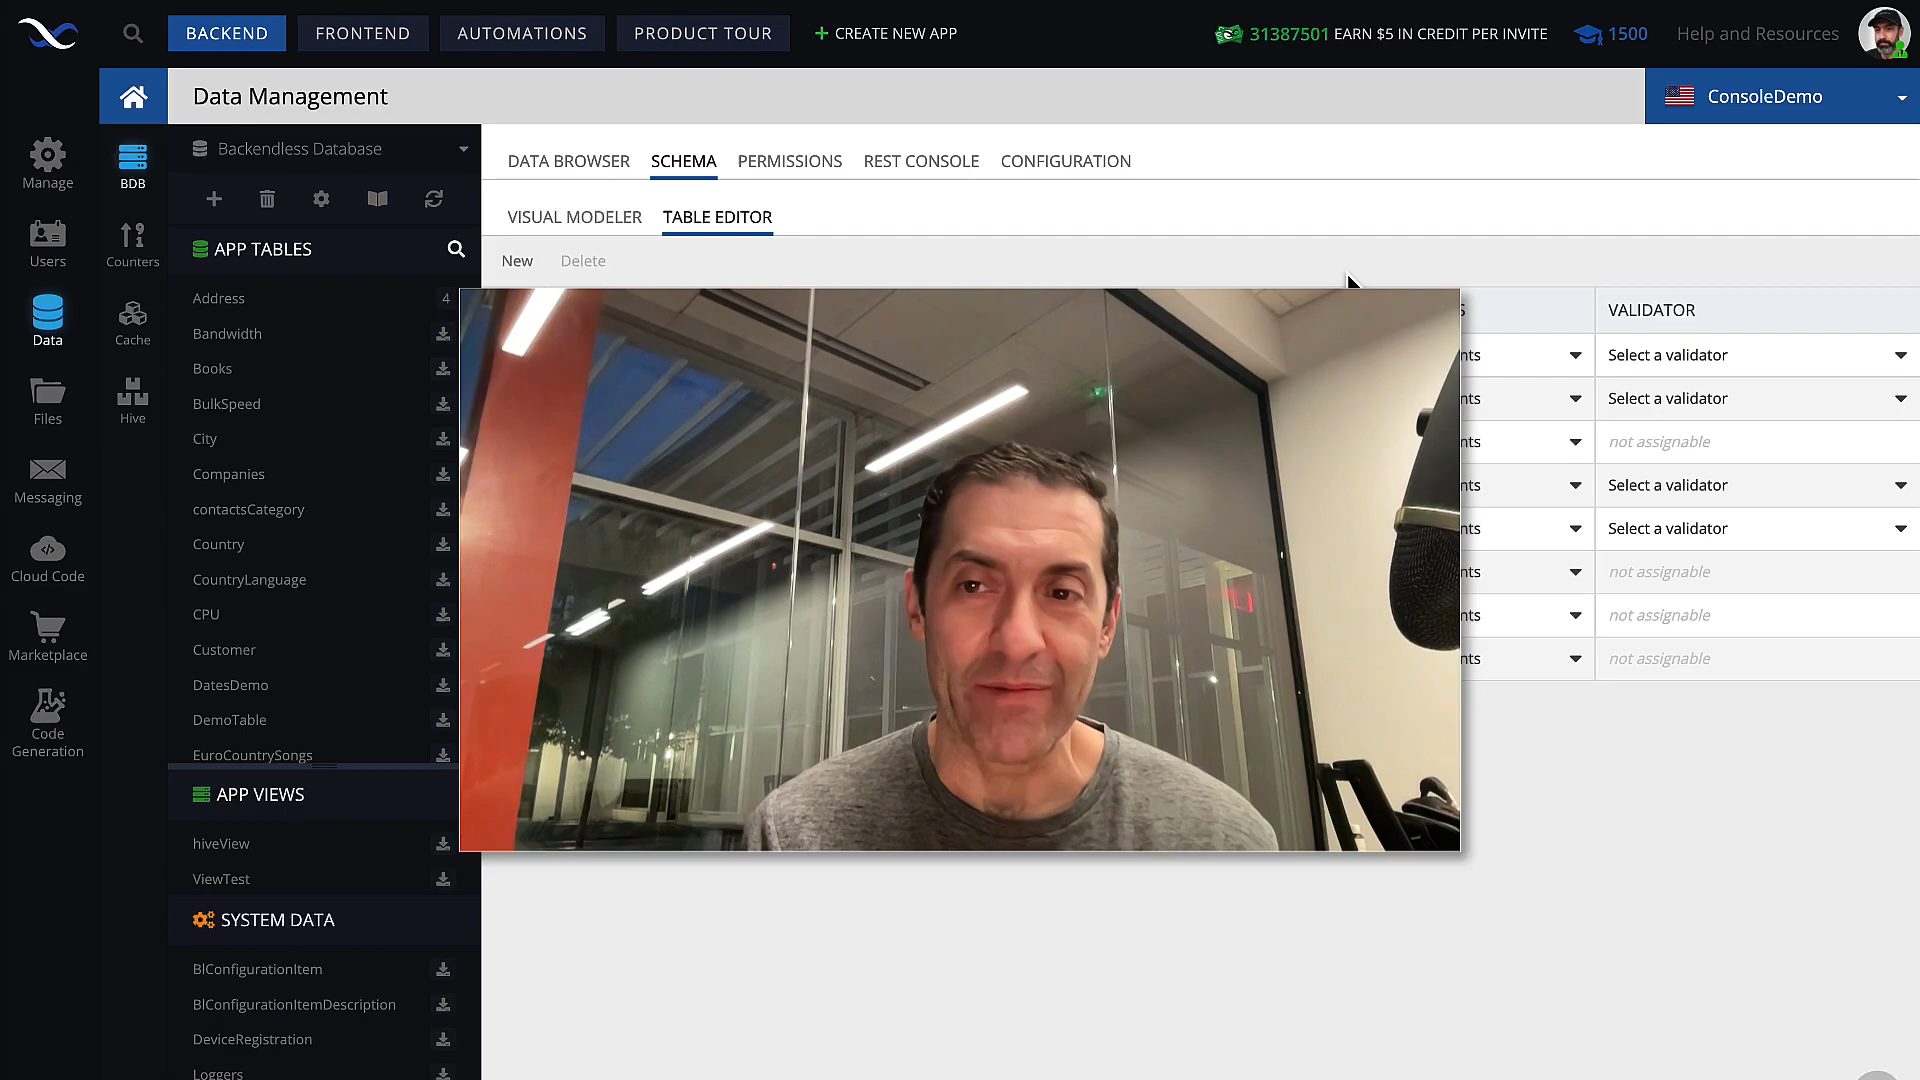 BACKEND
FRONTEND
AUTOMATIONS
PRODUCT TOUR
+ CREATE NEW APP
31387501 EARN $5 IN CREDIT PER INVITE
1500
Help and Resources
Data Management
ConsoleDemo
Manage
Users
Data
Files
Messaging
Cloud Code
Marketplace
Code
Generation
BDB
Counters
Cache
Hive
Backendless Database
APP TABLES
Address 4
Bandwidth
Books
BulkSpeed
City
Companies
contactsCategory
Country
CountryLanguage
CPU
Customer
DatesDemo
DemoTable
EuroCountrySongs
APP VIEWS
hiveView
ViewTest
SYSTEM DATA
BlConfigurationItem
BlConfigurationItemDescription
DeviceRegistration
Loggers
DATA BROWSER
SCHEMA
PERMISSIONS
REST CONSOLE
CONFIGURATION
VISUAL MODELER
TABLE EDITOR
New
Delete
S VALIDATOR
nts Select a validator
nts Select a validator
nts not assignable
nts Select a validator
nts Select a validator
nts not assignable
nts not assignable
nts not assignable